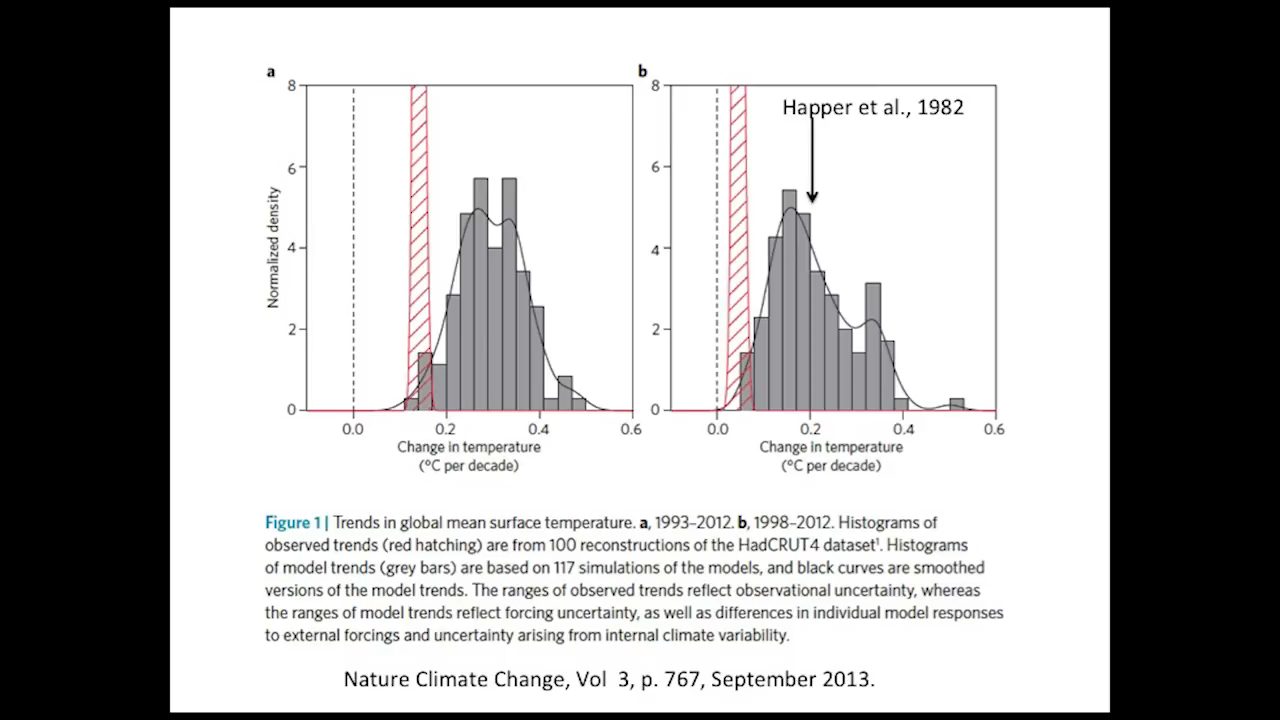 a
b
8
6
4
2
0
Normalized density
0.0 0.2 0.4 0.6
Change in temperature
(°C per decade)
8
6
4
2
0
Happer et al., 1982
0.0 0.2 0.4 0.6
Change in temperature
(°C per decade)
Figure 1 | Trends in global mean surface temperature. a, 1993–2012. b, 1998–2012. Histograms of
observed trends (red hatching) are from 100 reconstructions of the HadCRUT4 dataset¹. Histograms
of model trends (grey bars) are based on 117 simulations of the models, and black curves are smoothed
versions of the model trends. The ranges of observed trends reflect observational uncertainty, whereas
the ranges of model trends reflect forcing uncertainty, as well as differences in individual model responses
to external forcings and uncertainty arising from internal climate variability.
Nature Climate Change, Vol 3, p. 767, September 2013.